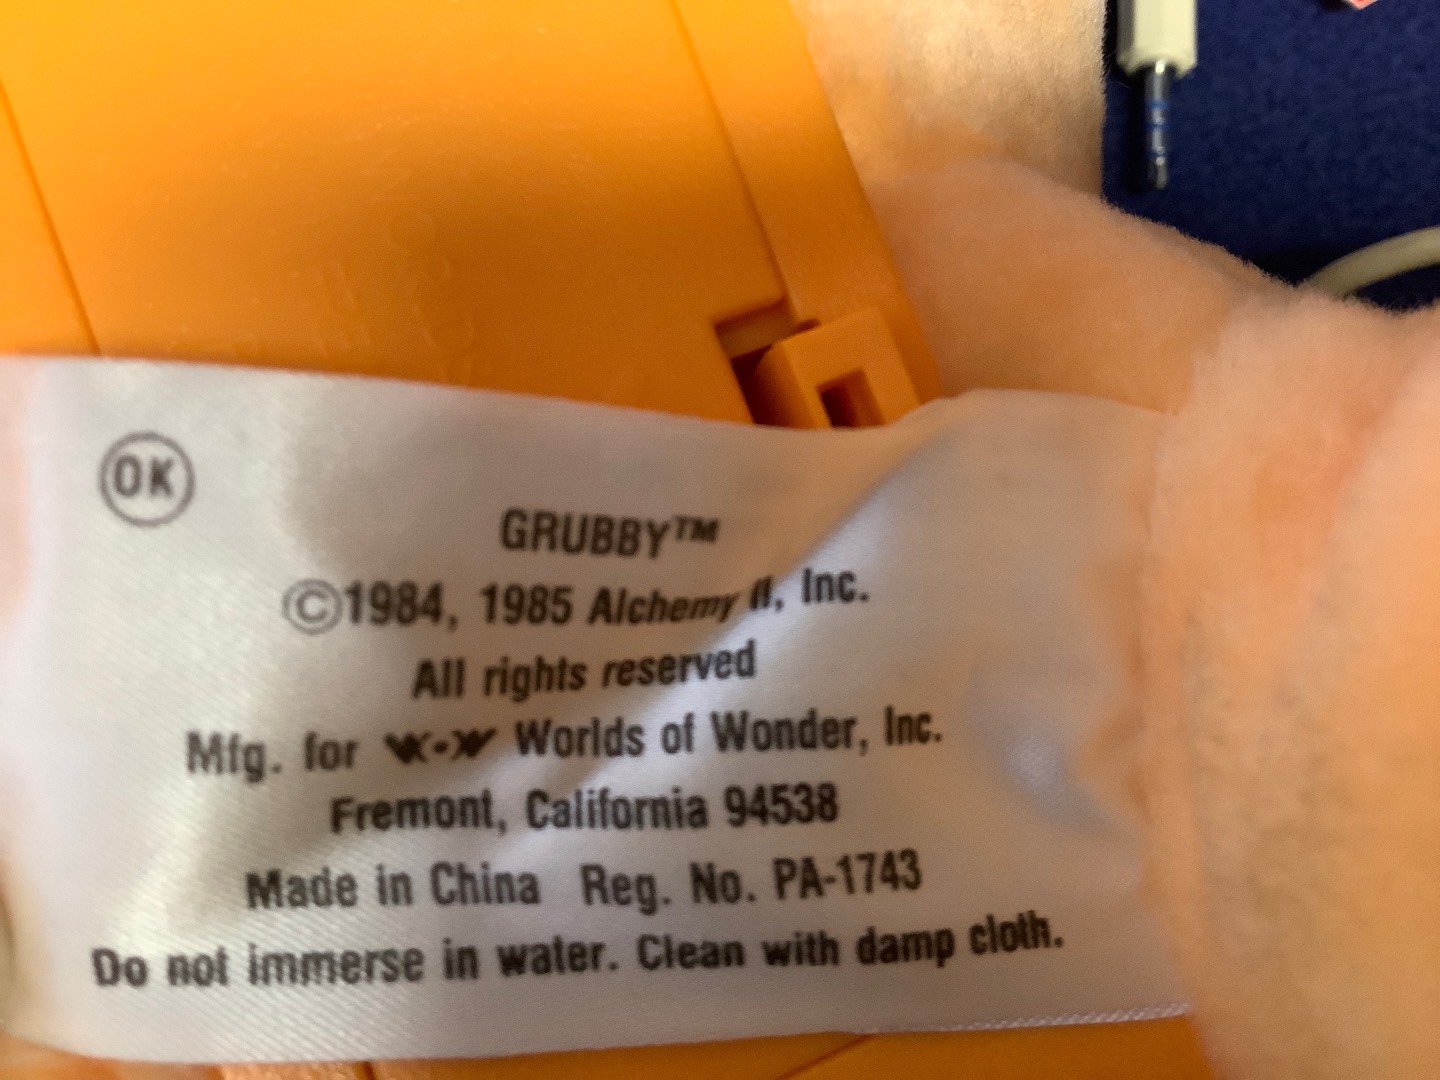 OK
GRUBBY™
©1984, 1985 Alchemy II, Inc.
All rights reserved
Mfg. for W•W Worlds of Wonder, Inc.
Fremont, California 94538
Made in China Reg. No. PA-1743
Do not immerse in water. Clean with damp cloth.